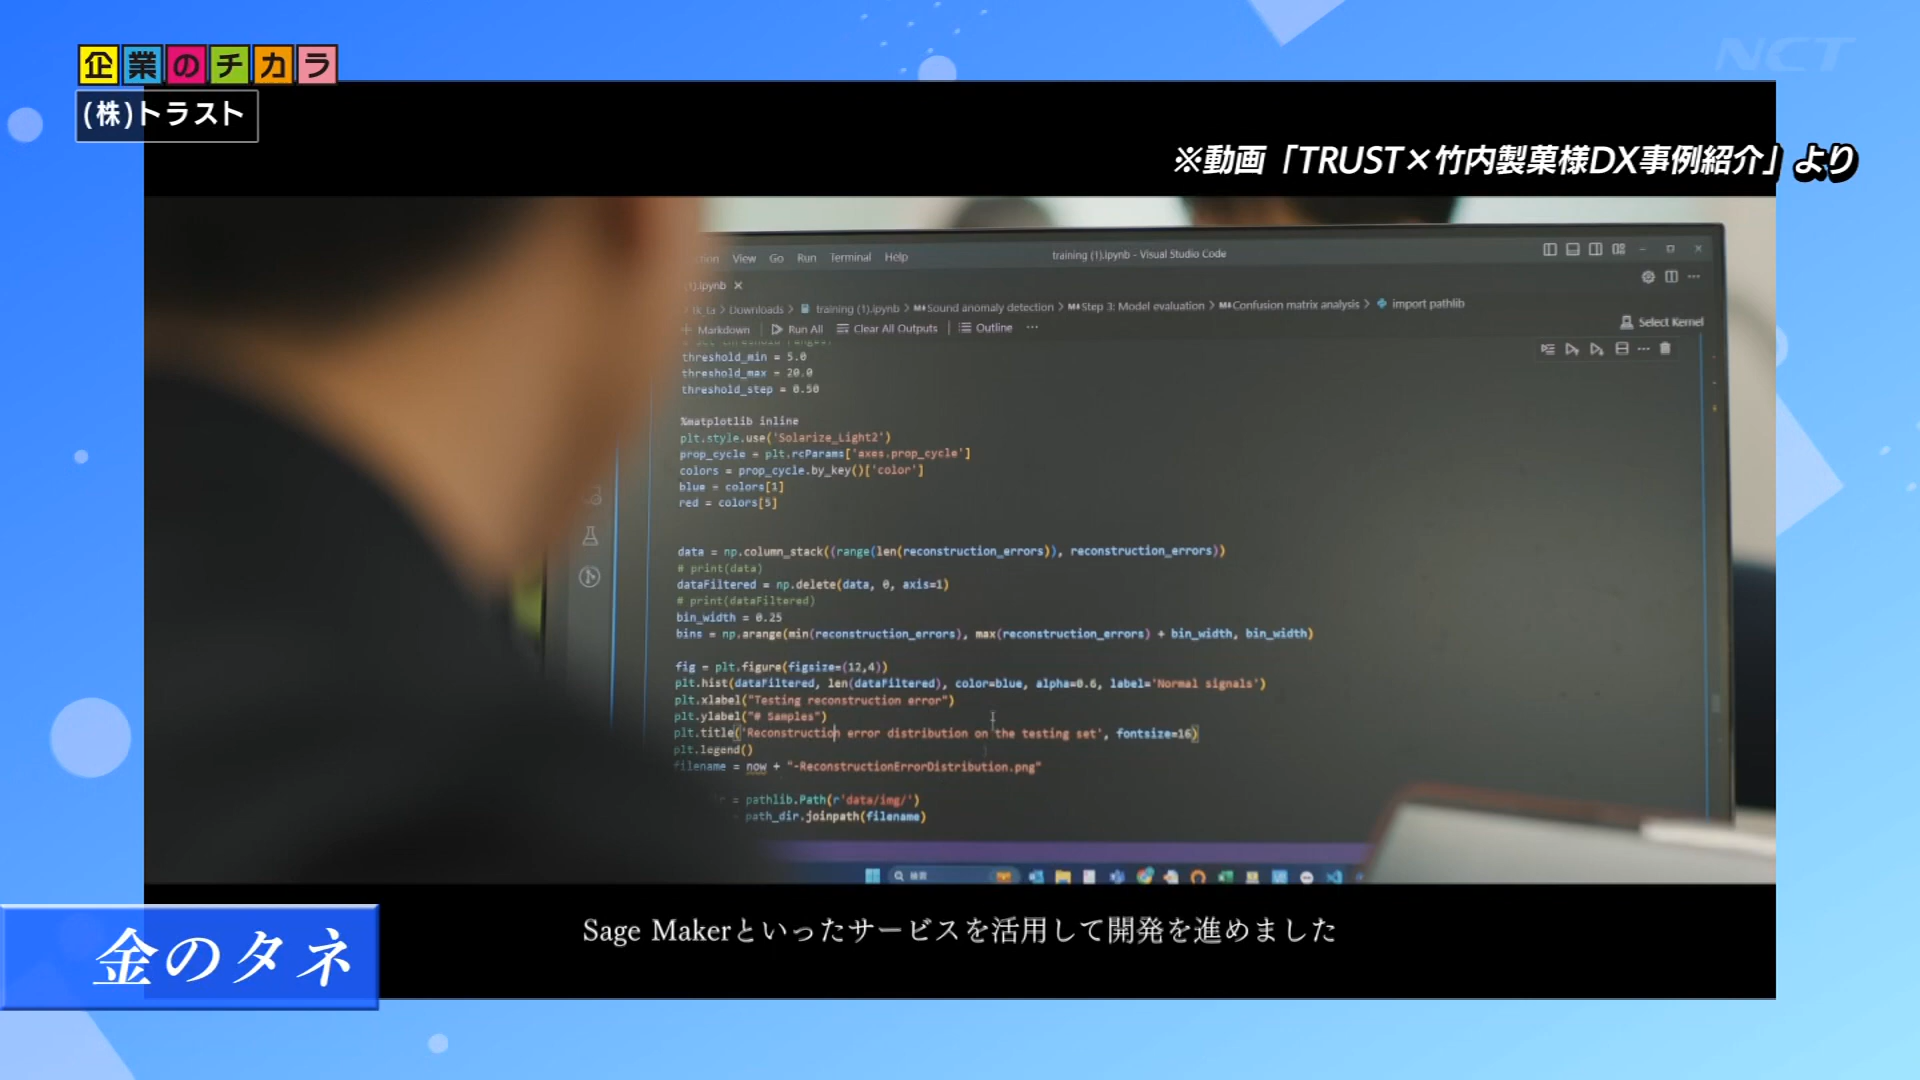 企業のチカラ
NCT
(株)トラスト
※動画「TRUST×竹内製菓様DX事例紹介」より
View Go Run Terminal Help
training (1).ipynb - Visual Studio Code
(1).ipynb ×
Downloads > training (1).ipynb > M↓Sound anomaly detection > M↓Step 3: Model evaluation > M↓Confusion matrix analysis > import pathlib
+ Markdown Run All Clear All Outputs Outline ···
Select Kernel
threshold_min = 5.0
threshold_max = 20.0
threshold_step = 0.50
%matplotlib inline
plt.style.use('Solarize_Light2')
prop_cycle = plt.rcParams['axes.prop_cycle']
colors = prop_cycle.by_key()['color']
blue = colors[1]
red = colors[5]
data = np.column_stack((range(len(reconstruction_errors)), reconstruction_errors))
# print(data)
dataFiltered = np.delete(data, 0, axis=1)
# print(dataFiltered)
bin_width = 0.25
bins = np.arange(min(reconstruction_errors), max(reconstruction_errors) + bin_width, bin_width)
fig = plt.figure(figsize=(12,4))
plt.hist(dataFiltered, len(dataFiltered), color=blue, alpha=0.6, label='Normal signals')
plt.xlabel("Testing reconstruction error")
plt.ylabel("# Samples")
plt.title('Reconstruction error distribution on the testing set', fontsize=16)
plt.legend()
filename = now + "-ReconstructionErrorDistribution.png"
= pathlib.Path(r'data/img/')
path_dir.joinpath(filename)
検索
Sage Makerといったサービスを活用して開発を進めました
金のタネ